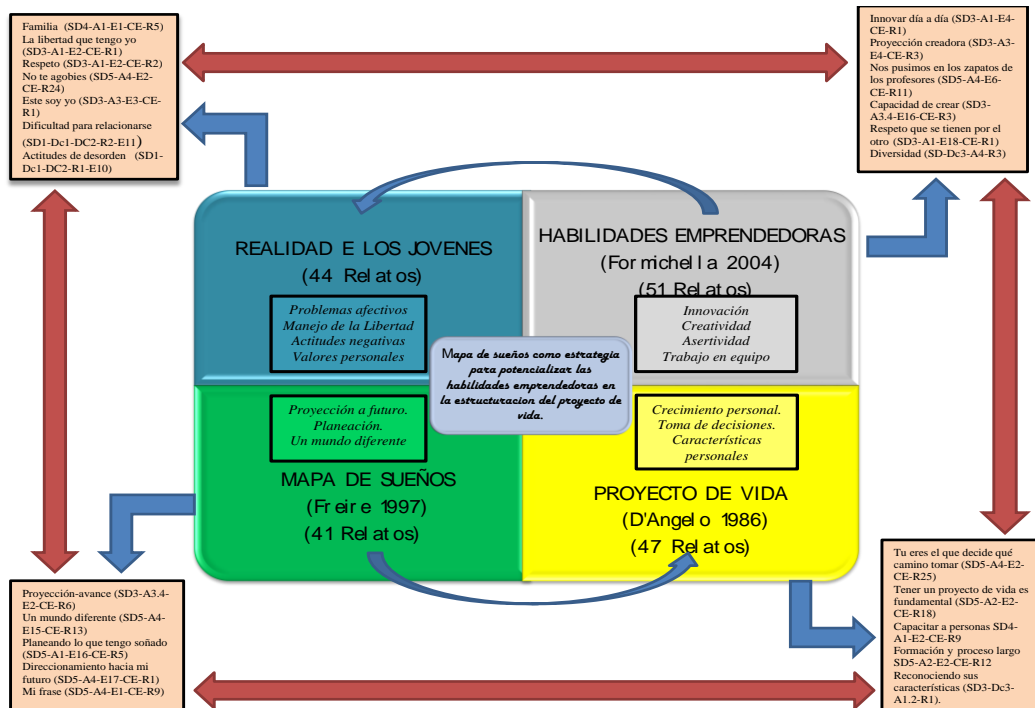 Familia (SD4-A1-E1-CE-R5)
La libertad que tengo yo
(SD3-A1-E2-CE-R1)
Respeto (SD3-A1-E2-CE-R2)
No te agobies (SD5-A4-E2-
CE-R24)
Este soy yo (SD3-A3-E3-CE-
R1)
Dificultad para relacionarse
(SD1-Dc1-DC2-R2-E11)
Actitudes de desorden (SD1-
Dc1-DC2-R1-E10)
Innovar día a día (SD3-A1-E4-
CE-R1)
Proyección creadora (SD3-A3-
E4-CE-R3)
Nos pusimos en los zapatos de
los profesores (SD5-A4-E6-
CE-R11)
Capacidad de crear (SD3-
A3.4-E16-CE-R3)
Respeto que se tienen por el
otro (SD3-A1-E18-CE-R1)
Diversidad (SD-Dc3-A4-R3)
REALIDAD E LOS JOVENES
(44 Relatos)
Problemas afectivos
Manejo de la Libertad
Actitudes negativas
Valores personales
HABILIDADES EMPRENDEDORAS
(Formichella 2004)
(51 Relatos)
Innovación
Creatividad
Asertividad
Trabajo en equipo
Mapa de sueños como estrategia
para potencializar las
habilidades emprendedoras en
la estructuracion del proyecto de
vida.
Proyección a futuro.
Planeación.
Un mundo diferente
MAPA DE SUEÑOS
(Freire 1997)
(41 Relatos)
Crecimiento personal.
Toma de decisiones.
Características
personales
PROYECTO DE VIDA
(D'Angelo 1986)
(47 Relatos)
Proyección-avance (SD3-A3.4-
E2-CE-R6)
Un mundo diferente (SD5-A4-
E15-CE-R13)
Planeando lo que tengo soñado
(SD5-A1-E16-CE-R5)
Direccionamiento hacia mi
futuro (SD5-A4-E17-CE-R1)
Mi frase (SD5-A4-E1-CE-R9)
Tu eres el que decide qué
camino tomar (SD5-A4-E2-
CE-R25)
Tener un proyecto de vida es
fundamental (SD5-A2-E2-
CE-R18)
Capacitar a personas SD4-
A1-E2-CE-R9
Formación y proceso largo
SD5-A2-E2-CE-R12
Reconociendo sus
características (SD3-Dc3-
A1.2-R1).